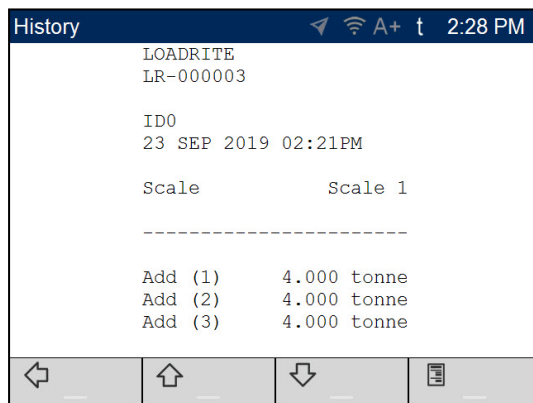 History A+ t 2:28 PM
LOADRITE
LR-000003
ID0
23 SEP 2019 02:21PM
Scale Scale 1
-----------------------
Add (1) 4.000 tonne
Add (2) 4.000 tonne
Add (3) 4.000 tonne